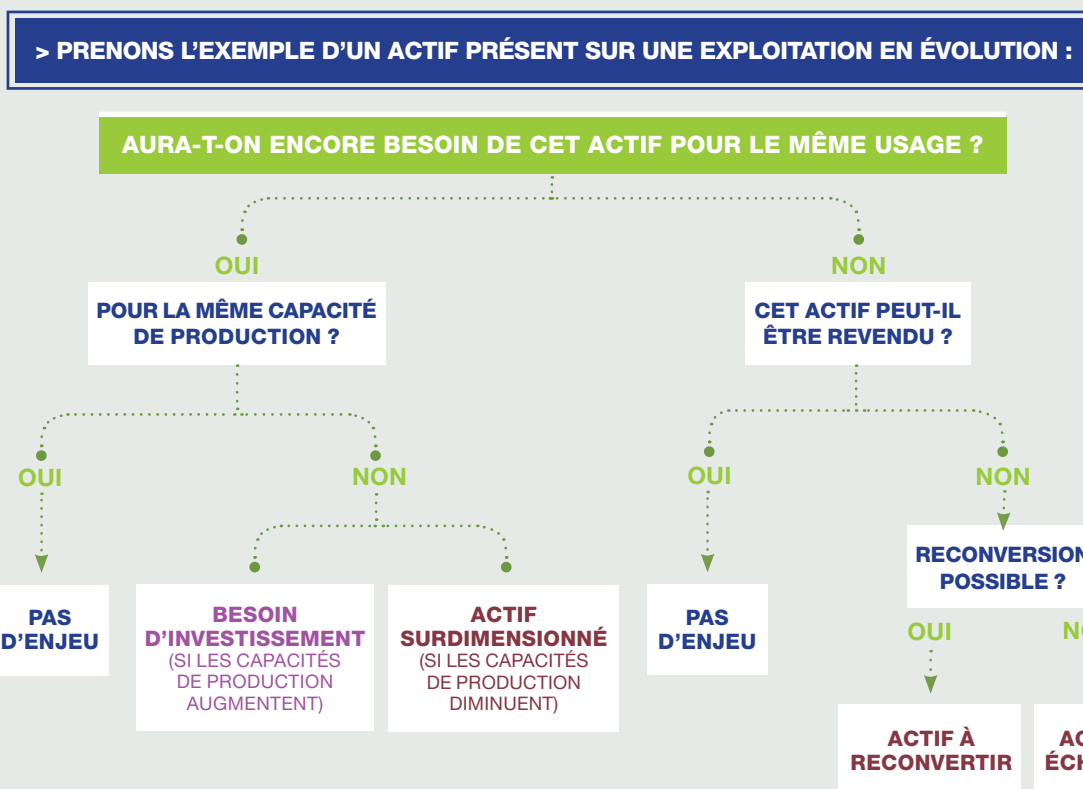 > PRENONS L'EXEMPLE D'UN ACTIF PRÉSENT SUR UNE EXPLOITATION EN ÉVOLUTION :
AURA-T-ON ENCORE BESOIN DE CET ACTIF POUR LE MÊME USAGE ?
OUI
NON
POUR LA MÊME CAPACITÉ
DE PRODUCTION ?
CET ACTIF PEUT-IL
ÊTRE REVENDU ?
OUI
NON
OUI
NON
PAS
D'ENJEU
BESOIN
D'INVESTISSEMENT
(SI LES CAPACITÉS
DE PRODUCTION
AUGMENTENT)
ACTIF
SURDIMENSIONNÉ
(SI LES CAPACITÉS
DE PRODUCTION
DIMINUENT)
PAS
D'ENJEU
RECONVERSION
POSSIBLE ?
OUI
ACTIF À
RECONVERTIR